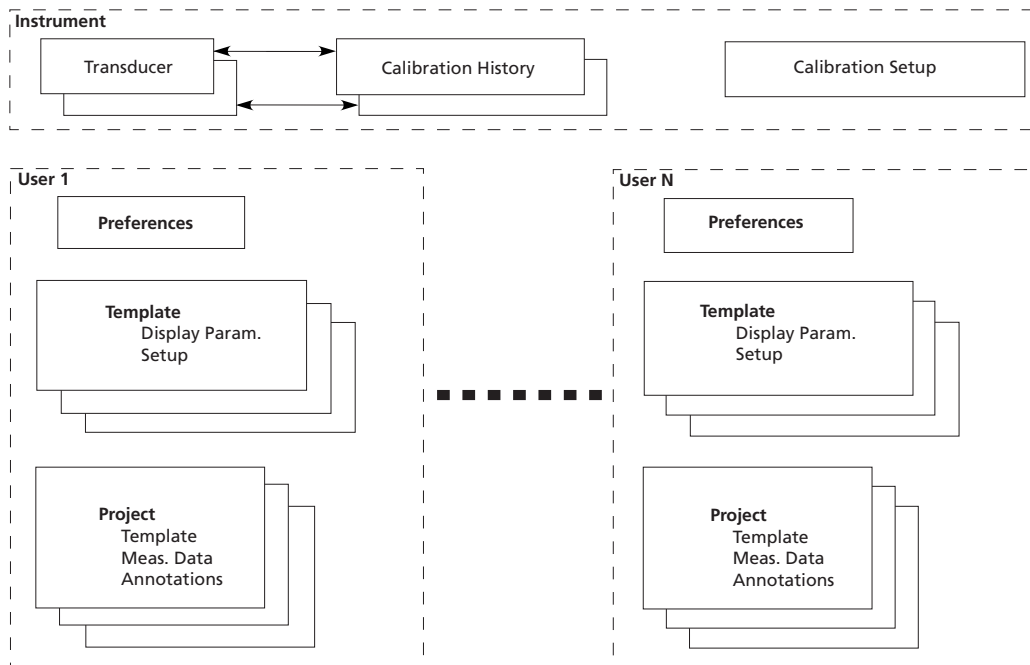 Instrument
Transducer
Calibration History
Calibration Setup
User 1
Preferences
Template
Display Param.
Setup
Project
Template
Meas. Data
Annotations
User N
Preferences
Template
Display Param.
Setup
Project
Template
Meas. Data
Annotations